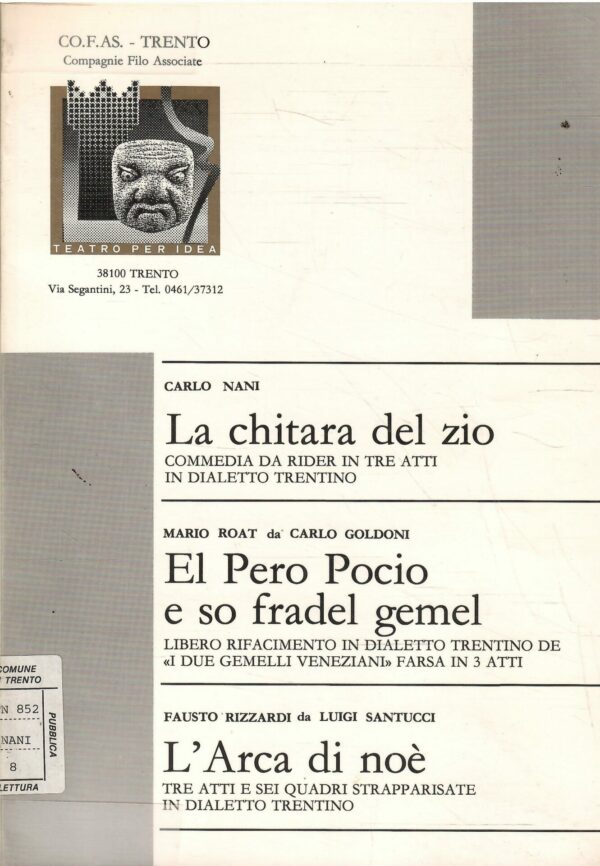 CO.F.AS. - TRENTO
Compagnie Filo Associate
TEATRO PER IDEA
38100 TRENTO
Via Segantini, 23 - Tel. 0461/37312
CARLO NANI
La chitara del zio
COMMEDIA DA RIDER IN TRE ATTI
IN DIALETTO TRENTINO
MARIO ROAT da CARLO GOLDONI
El Pero Pocio
e so fradel gemel
LIBERO RIFACIMENTO IN DIALETTO TRENTINO DE
«I DUE GEMELLI VENEZIANI» FARSA IN 3 ATTI
FAUSTO RIZZARDI da LUIGI SANTUCCI
L'Arca di noè
TRE ATTI E SEI QUADRI STRAPPARISATE
IN DIALETTO TRENTINO
COMUNE
TRENTO
N 852
NANI
8
PUBBLICA
LETTURA